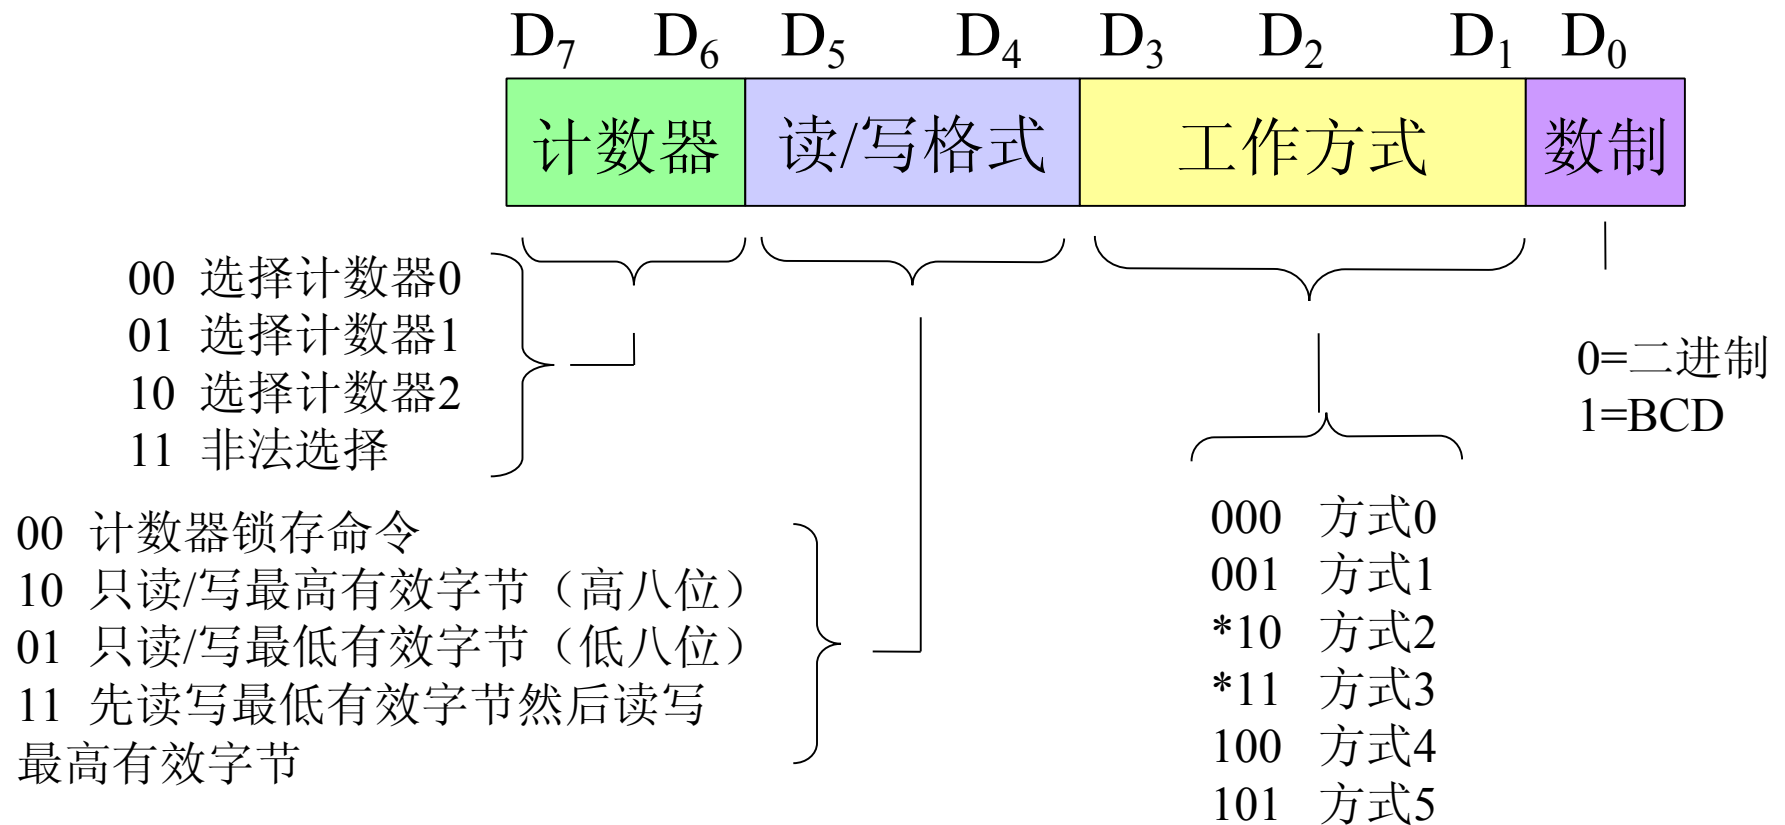 D7 D6 D5 D4 D3 D2 D1 D0
计数器 读/写格式 工作方式 数制
00 选择计数器0
01 选择计数器1
10 选择计数器2
11 非法选择
0=二进制
1=BCD
00 计数器锁存命令
10 只读/写最高有效字节（高八位）
01 只读/写最低有效字节（低八位）
11 先读写最低有效字节然后读写
最高有效字节
000 方式0
001 方式1
*10 方式2
*11 方式3
100 方式4
101 方式5